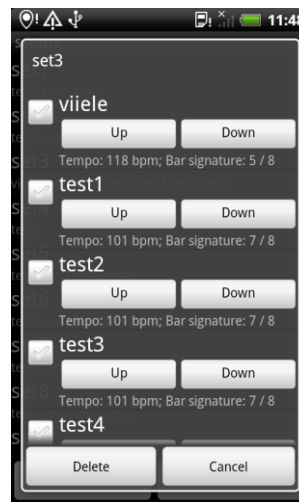 11:48
set3
viiele
Up Down
Tempo: 118 bpm; Bar signature: 5 / 8
test1
Up Down
Tempo: 101 bpm; Bar signature: 7 / 8
test2
Up Down
Tempo: 101 bpm; Bar signature: 7 / 8
test3
Up Down
Tempo: 101 bpm; Bar signature: 7 / 8
test4
Delete Cancel